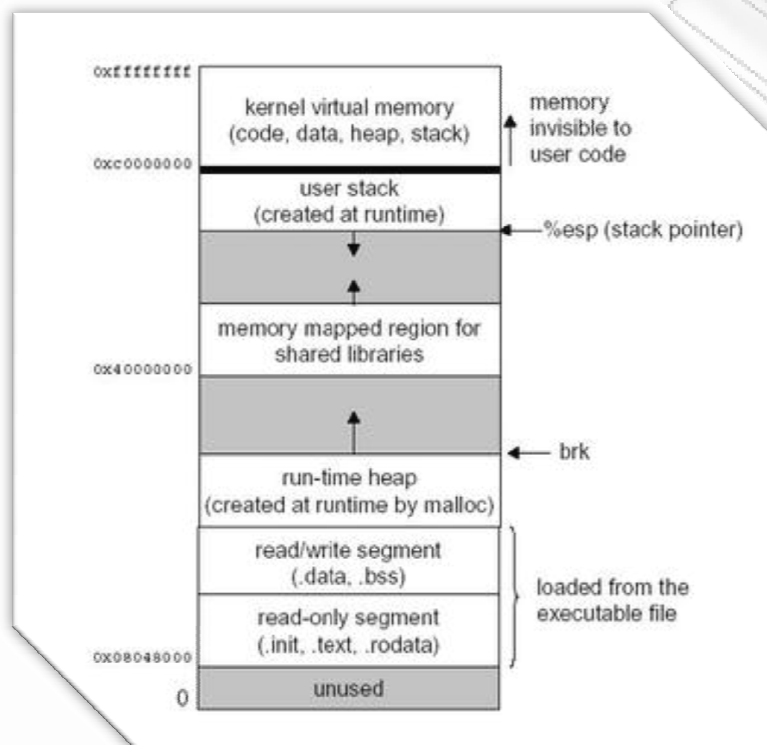 0xffffffff
kernel virtual memory
(code, data, heap, stack)
memory
invisible to
user code
0xc0000000
user stack
(created at runtime)
%esp (stack pointer)
memory mapped region for
shared libraries
0x40000000
brk
run-time heap
(created at runtime by malloc)
read/write segment
(.data, .bss)
loaded from the
executable file
read-only segment
(.init, .text, .rodata)
0x08048000
unused
0